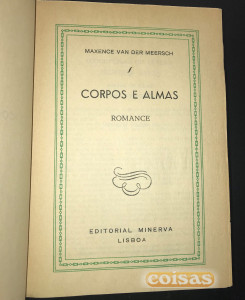 MAXENCE VAN DER MEERSCH
CORPOS E ALMAS
ROMANCE
EDITORIAL MINERVA
LISBOA
coisas